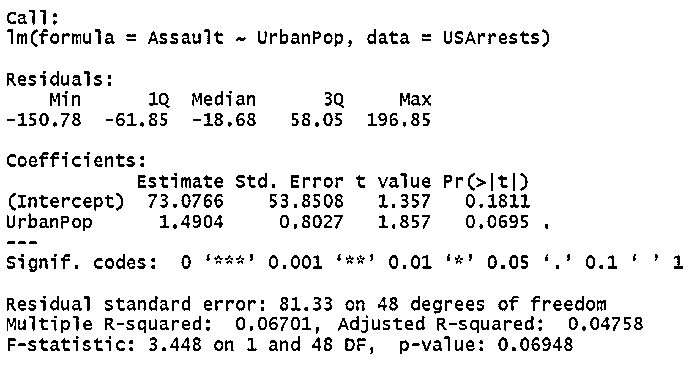 Call:
lm(formula = Assault ~ UrbanPop, data = USArrests)
Residuals:
Min 1Q Median 3Q Max
-150.78 -61.85 -18.68 58.05 196.85
Coefficients:
Estimate Std. Error t value Pr(>|t|)
(Intercept) 73.0766 53.8508 1.357 0.1811
UrbanPop 1.4904 0.8027 1.857 0.0695 .
---
Signif. codes: 0 ‘***’ 0.001 ‘**’ 0.01 ‘*’ 0.05 ‘.’ 0.1 ‘ ’ 1
Residual standard error: 81.33 on 48 degrees of freedom
Multiple R-squared: 0.06701, Adjusted R-squared: 0.04758
F-statistic: 3.448 on 1 and 48 DF, p-value: 0.06948